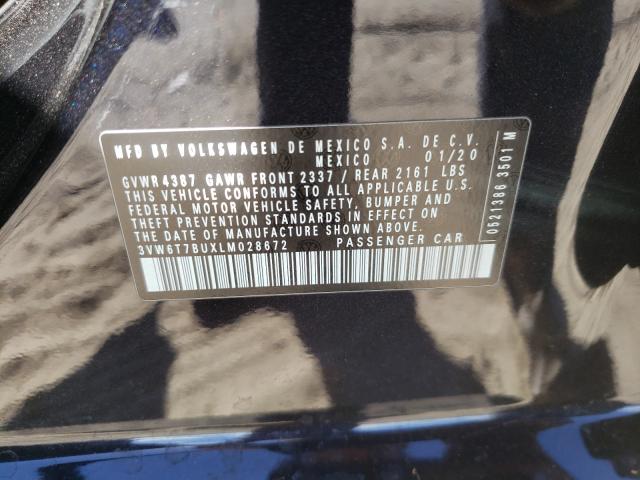 MFD BY VOLKSWAGEN DE MEXICO S.A. DE C.V.
MEXICO 01/20
GVWR 4387 GAWR FRONT 2337 / REAR 2161 LBS
THIS VEHICLE CONFORMS TO ALL APPLICABLE U.S.
FEDERAL MOTOR VEHICLE SAFETY, BUMPER AND
THEFT PREVENTION STANDARDS IN EFFECT ON
THE DATE OF MANUFACTURE SHOWN ABOVE.
3VW6T7BUXLM028672 PASSENGER CAR
0521386 3501 M